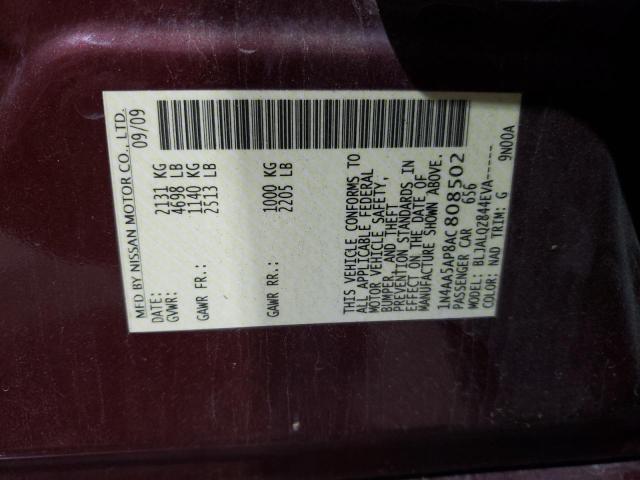 MFD BY NISSAN MOTOR CO., LTD.
DATE: 09/09
GVWR: 2131 KG
4698 LB
GAWR FR.: 1140 KG
2513 LB
GAWR RR.: 1000 KG
2205 LB
THIS VEHICLE CONFORMS TO
ALL APPLICABLE FEDERAL
MOTOR VEHICLE SAFETY,
BUMPER, AND THEFT
PREVENTION STANDARDS IN
EFFECT ON THE DATE OF
MANUFACTURE SHOWN ABOVE.
1N4AA5AP8AC808502
PASSENGER CAR 656
MODEL: BLJALQZ844EVA-----
COLOR: NAD TRIM: G 9N00A